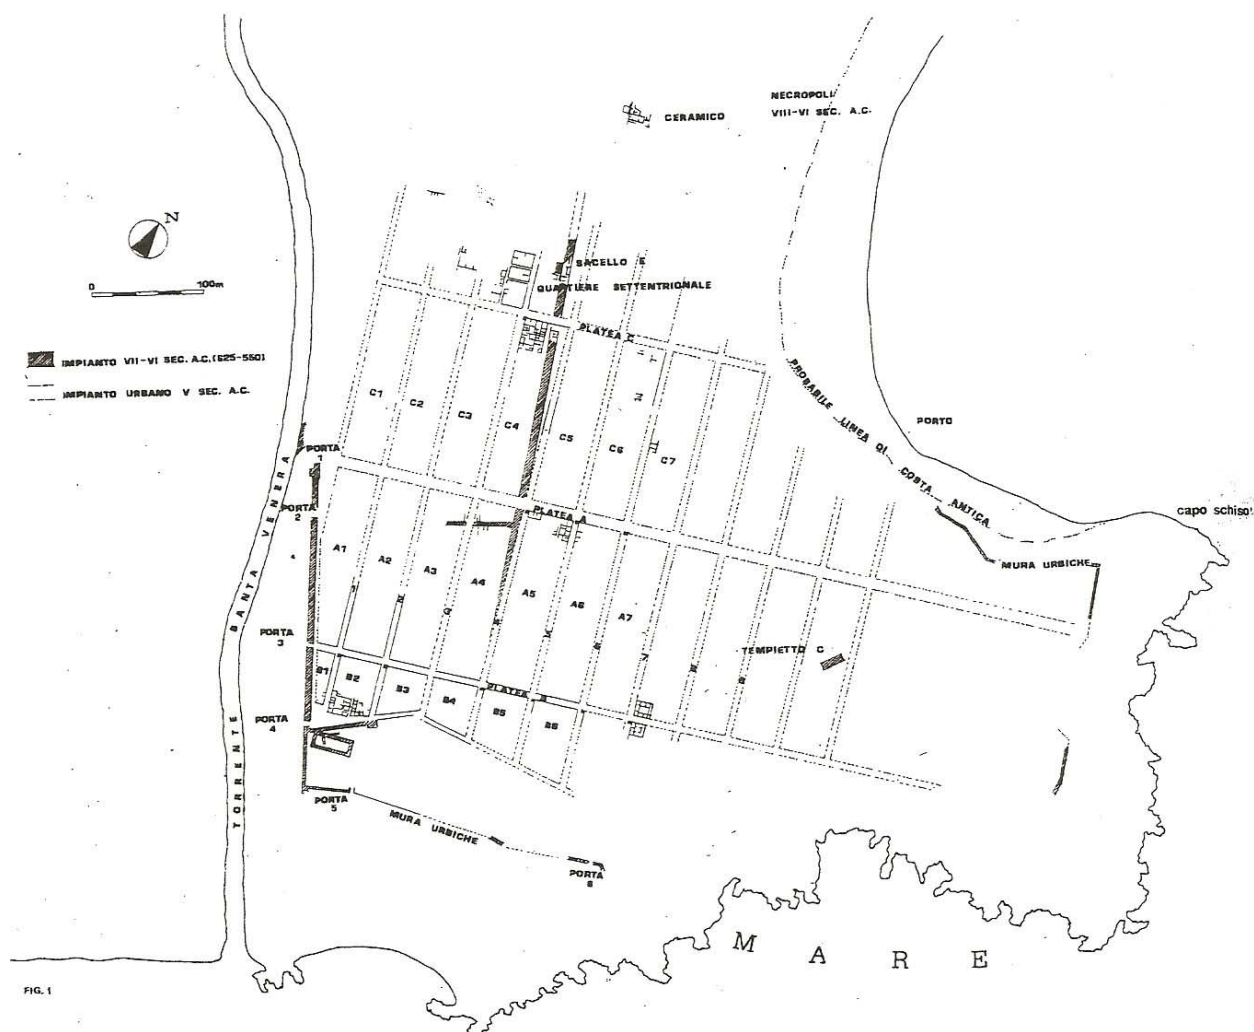 NECROPOLI
VIII-VI SEC. A.C.
CERAMICO
N
0 100m
SACELLO E
QUARTIERE SETTENTRIONALE
PLATEA C
IMPIANTO VII-VI SEC. A.C. (625-550)
IMPIANTO URBANO V SEC. A.C.
PROBABILE LINEA DI COSTA ANTICA
PORTO
capo schiso'
C1
C2
C3
C4
C5
C6
C7
PORTA
1
PORTA
2
PLATEA A
MURA URBICHE
A1
A2
A3
A4
A5
A6
A7
TORRENTE SANTA VENERA
PORTA
3
TEMPIETTO C
B1
B2
B3
B4
B5
B6
PLATEA B
PORTA
4
PORTA
5
MURA URBICHE
PORTA
6
MARE
FIG. 1